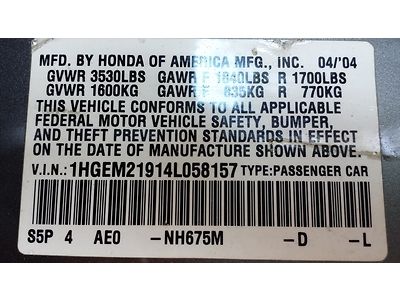 MFD. BY HONDA OF AMERICA MFG., INC. 04/'04
GVWR 3530LBS GAWR F 1840LBS R 1700LBS
GVWR 1600KG GAWR F 835KG R 770KG
THIS VEHICLE CONFORMS TO ALL APPLICABLE
FEDERAL MOTOR VEHICLE SAFETY, BUMPER,
AND THEFT PREVENTION STANDARDS IN EFFECT
ON THE DATE OF MANUFACTURE SHOWN ABOVE.
V.I.N.: 1HGEM21914L058157 TYPE:PASSENGER CAR
S5P 4 AE0 -NH675M -D -L